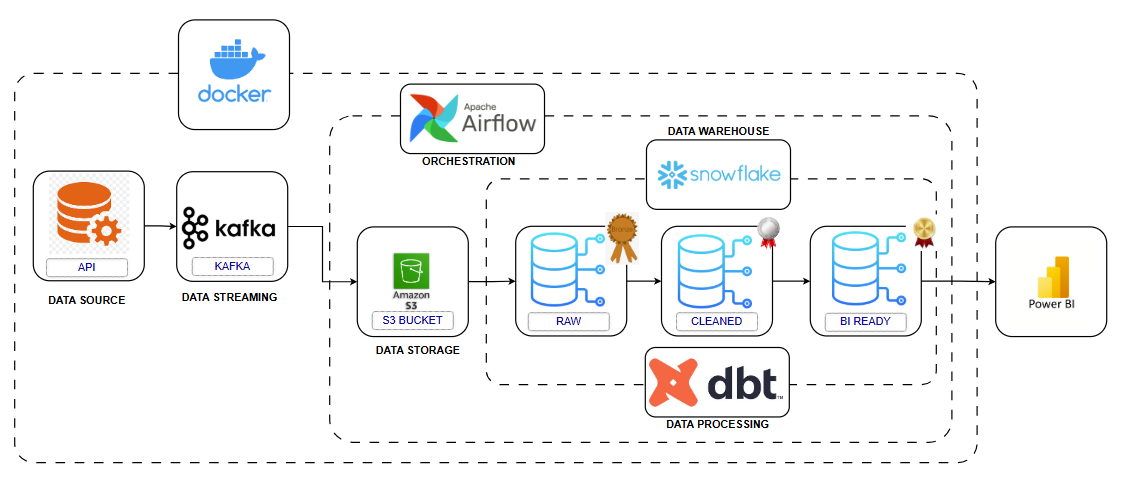 docker
Apache
Airflow
ORCHESTRATION
DATA WAREHOUSE
snowflake
API
DATA SOURCE
kafka
KAFKA
DATA STREAMING
Amazon
S3
S3 BUCKET
DATA STORAGE
Bronze
RAW
CLEANED
BI READY
Power BI
dbt
TM
DATA PROCESSING